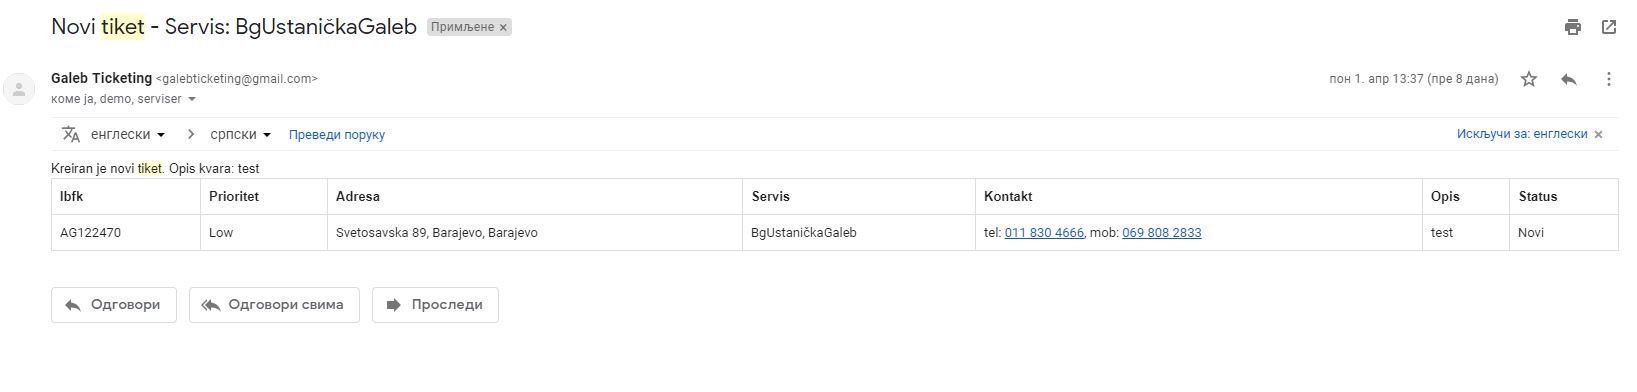 Novi tiket - Servis: BgUstaničkaGaleb Примљене ×
Galeb Ticketing <galebticketing@gmail.com> пон 1. апр 13:37 (пре 8 дана)
коме ја, demo, serviser
енглески > српски Преведи поруку Искључи за: енглески ×
Kreiran je novi tiket. Opis kvara: test
Ibfk Prioritet Adresa Servis Kontakt Opis Status
AG122470 Low Svetosavska 89, Barajevo, Barajevo BgUstaničkaGaleb tel: 011 830 4666, mob: 069 808 2833 test Novi
Одговори Одговори свима Проследи